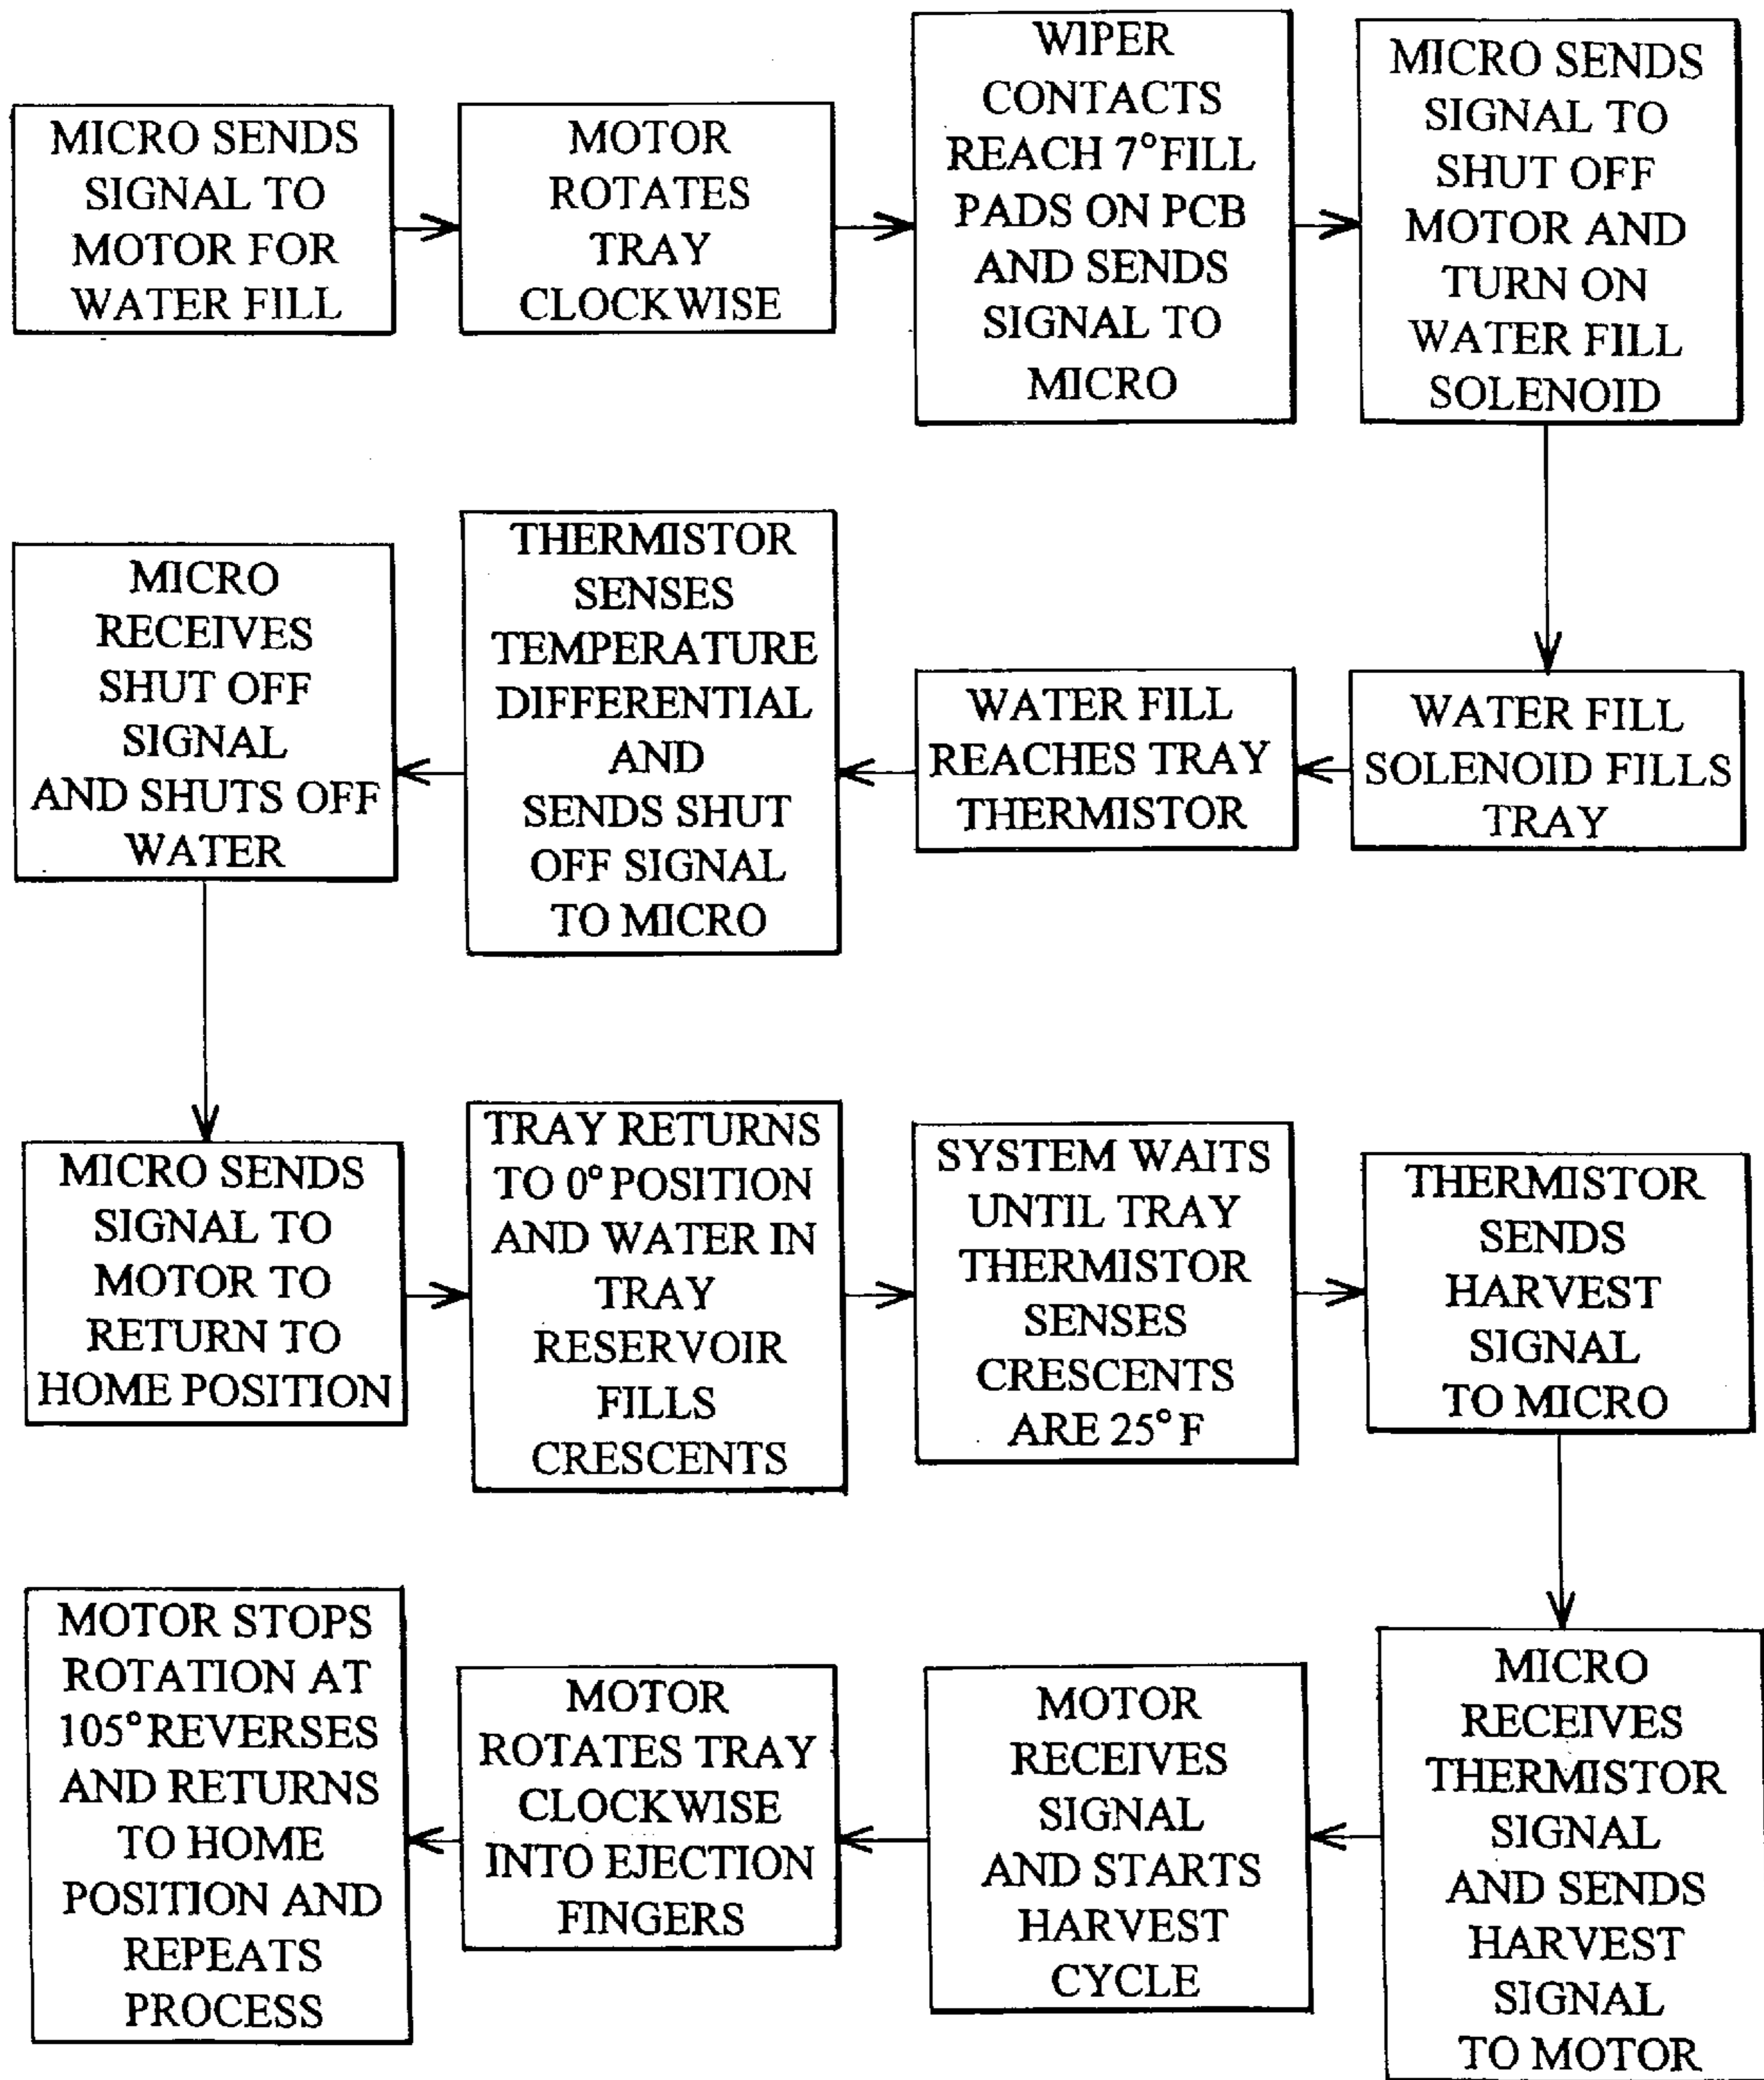 MICRO SENDS
SIGNAL TO
MOTOR FOR
WATER FILL
MOTOR
ROTATES
TRAY
CLOCKWISE
WIPER
CONTACTS
REACH 7° FILL
PADS ON PCB
AND SENDS
SIGNAL TO
MICRO
MICRO SENDS
SIGNAL TO
SHUT OFF
MOTOR AND
TURN ON
WATER FILL
SOLENOID
WATER FILL
SOLENOID FILLS
TRAY
WATER FILL
REACHES TRAY
THERMISTOR
THERMISTOR
SENSES
TEMPERATURE
DIFFERENTIAL
AND
SENDS SHUT
OFF SIGNAL
TO MICRO
MICRO
RECEIVES
SHUT OFF
SIGNAL
AND SHUTS OFF
WATER
MICRO SENDS
SIGNAL TO
MOTOR TO
RETURN TO
HOME POSITION
TRAY RETURNS
TO 0° POSITION
AND WATER IN
TRAY
RESERVOIR
FILLS
CRESCENTS
SYSTEM WAITS
UNTIL TRAY
THERMISTOR
SENSES
CRESCENTS
ARE 25° F
THERMISTOR
SENDS
HARVEST
SIGNAL
TO MICRO
MICRO
RECEIVES
THERMISTOR
SIGNAL
AND SENDS
HARVEST
SIGNAL
TO MOTOR
MOTOR
RECEIVES
SIGNAL
AND STARTS
HARVEST
CYCLE
MOTOR
ROTATES TRAY
CLOCKWISE
INTO EJECTION
FINGERS
MOTOR STOPS
ROTATION AT
105° REVERSES
AND RETURNS
TO HOME
POSITION AND
REPEATS
PROCESS